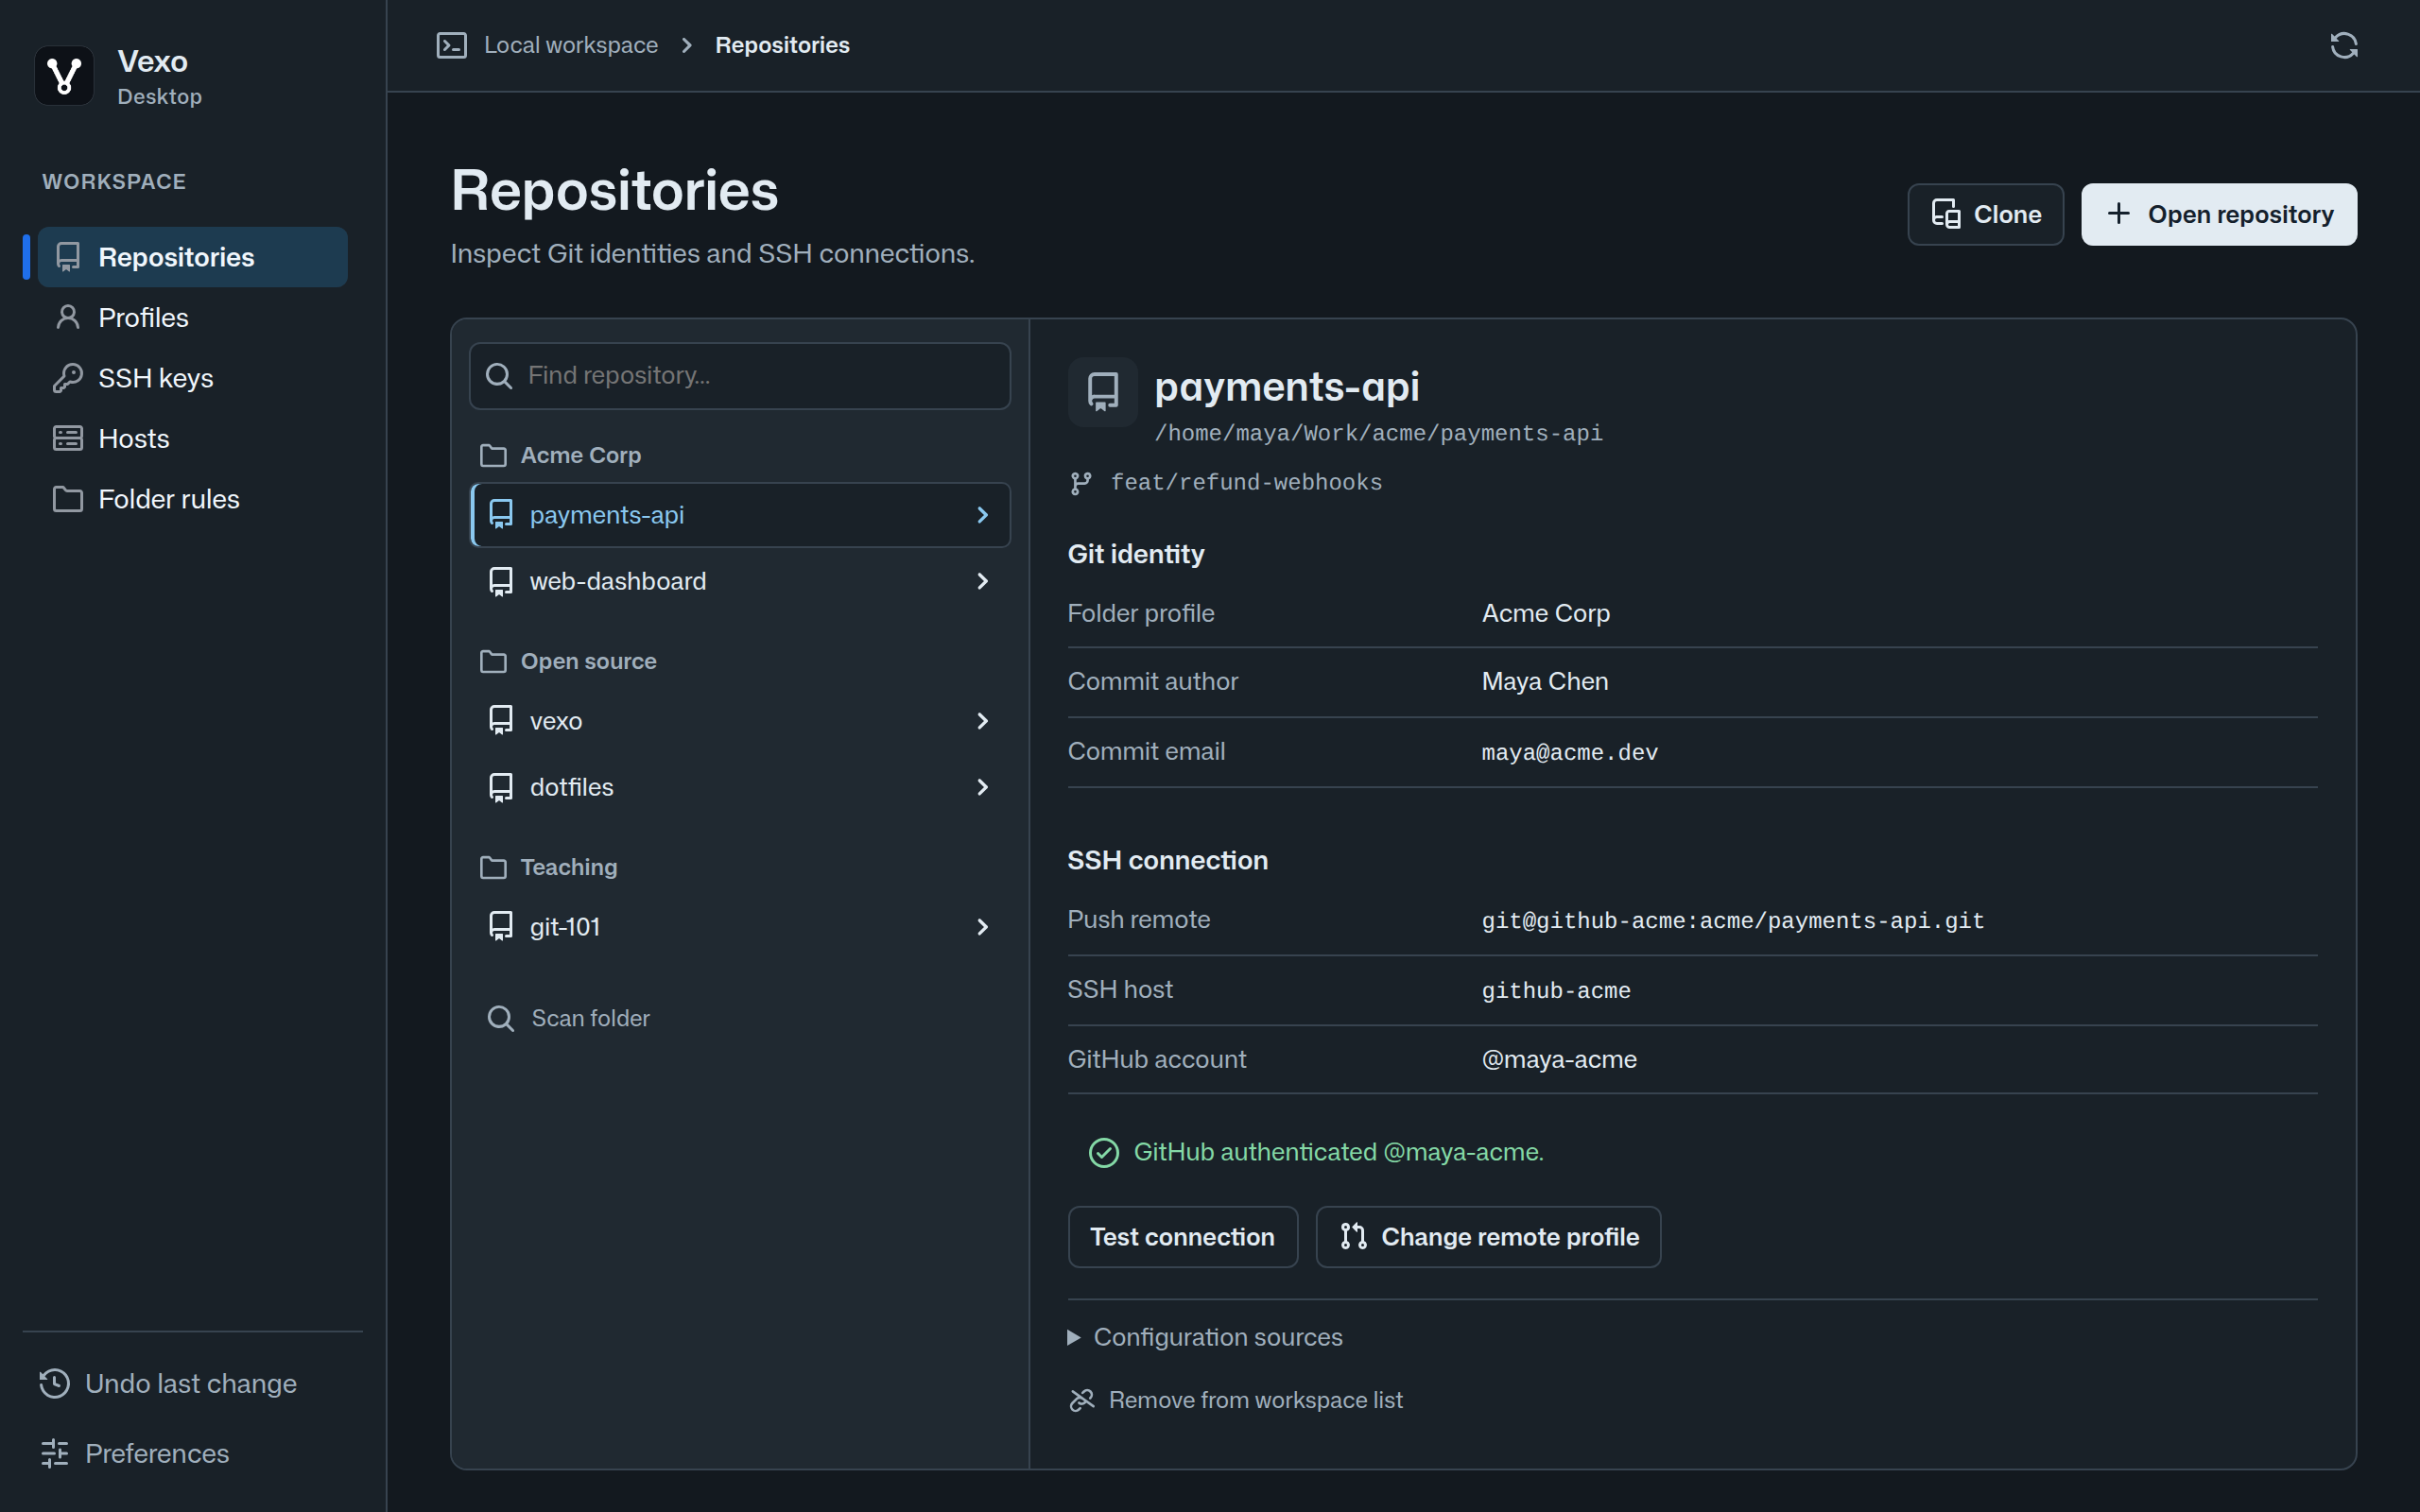 Vexo
Desktop
WORKSPACE
Repositories
Profiles
SSH keys
Hosts
Folder rules
Undo last change
Preferences
Local workspace
Repositories
Repositories
Inspect Git identities and SSH connections.
Clone
Open repository
Find repository...
Acme Corp
payments-api
web-dashboard
Open source
vexo
dotfiles
Teaching
git-101
Scan folder
payments-api
/home/maya/Work/acme/payments-api
feat/refund-webhooks
Git identity
Folder profile Acme Corp
Commit author Maya Chen
Commit email maya@acme.dev
SSH connection
Push remote git@github-acme:acme/payments-api.git
SSH host github-acme
GitHub account @maya-acme
GitHub authenticated @maya-acme.
Test connection
Change remote profile
Configuration sources
Remove from workspace list